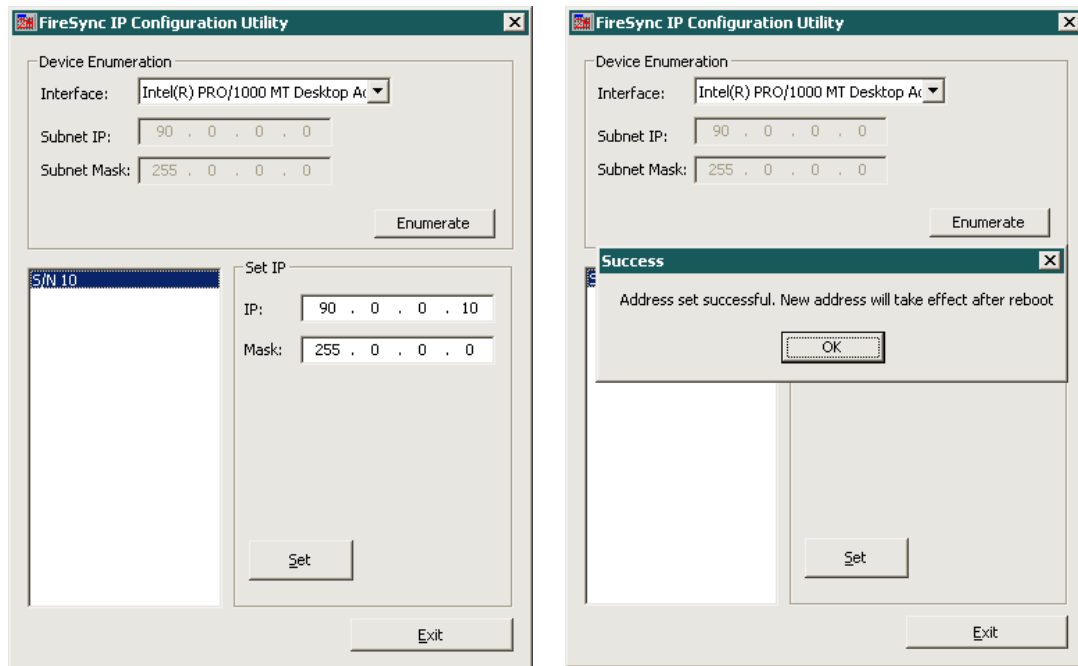 FireSync IP Configuration Utility
Device Enumeration
Interface: Intel(R) PRO/1000 MT Desktop
Subnet IP: 90 . 0 . 0 . 0
Subnet Mask: 255 . 0 . 0 . 0
Enumerate
S/N 10
Set IP
IP: 90 . 0 . 0 . 10
Mask: 255 . 0 . 0 . 0
Set
Exit
FireSync IP Configuration Utility
Device Enumeration
Interface: Intel(R) PRO/1000 MT Desktop
Subnet IP: 90 . 0 . 0 . 0
Subnet Mask: 255 . 0 . 0 . 0
Enumerate
Success
Address set successful. New address will take effect after reboot
OK
Set
Exit